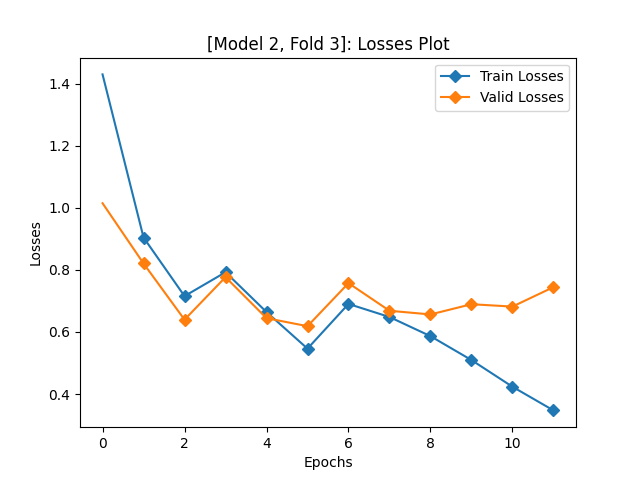 [Model 2, Fold 3]: Losses Plot
Train Losses
Valid Losses
Losses
1.4
1.2
1.0
0.8
0.6
0.4
0 2 4 6 8 10
Epochs